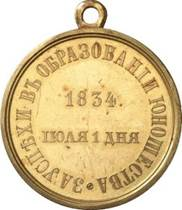 ЗА УСПѢХИ ВЪ ОБРАЗОВАНІИ ЮНОШЕСТВА
1834.
ІЮЛЯ 1 ДНЯ